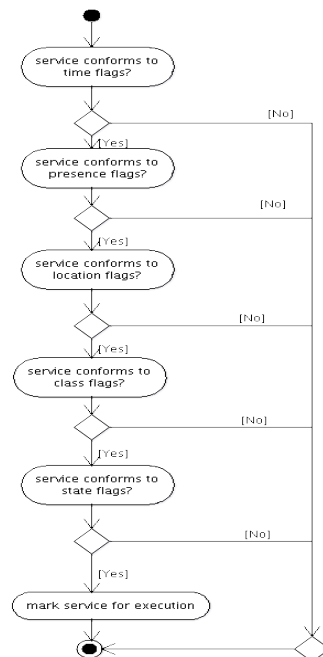 service conforms to
time flags?
[No]
[Yes]
service conforms to
presence flags?
[No]
[Yes]
service conforms to
location flags?
[No]
[Yes]
service conforms to
class flags?
[No]
[Yes]
service conforms to
state flags?
[No]
[Yes]
mark service for execution